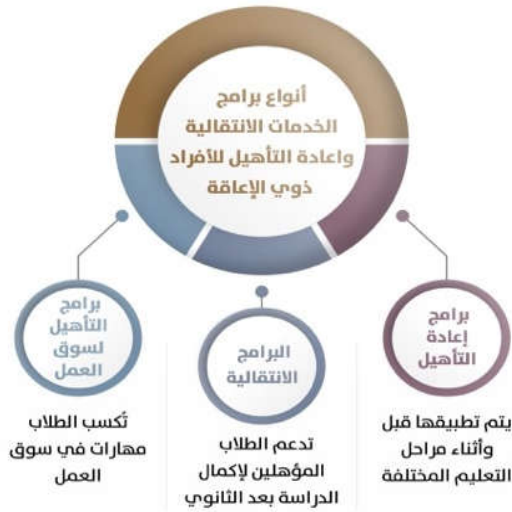 أنواع برامج
الخدمات الانتقالية
واعادة التأهيل للأفراد
ذوي الإعاقة
برامج
إعادة
التأهيل
يتم تطبيقها قبل
وأثناء مراحل
التعليم المختلفة
البرامج
الانتقالية
تدعم الطلاب
المؤهلين لإكمال
الدراسة بعد الثانوي
برامج
التأهيل
لسوق
العمل
تُكسب الطلاب
مهارات في سوق
العمل